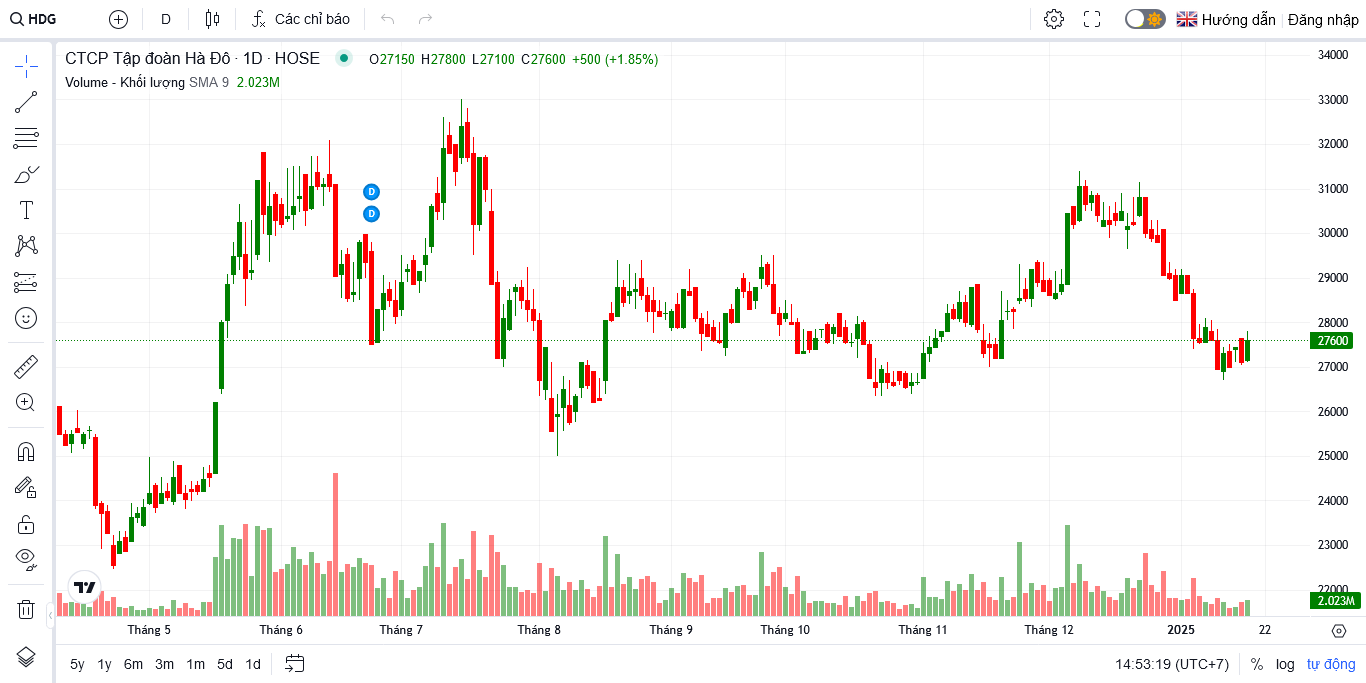 HDG D Các chỉ báo Hướng dẫn Đăng nhập
CTCP Tập đoàn Hà Đô · 1D · HOSE O27150 H27800 L27100 C27600 +500 (+1.85%)
Volume - Khối lượng SMA 9 2.023M
D
D
34000
33000
32000
31000
30000
29000
28000
27600
27000
26000
25000
24000
23000
22000
2.023M
Tháng 5 Tháng 6 Tháng 7 Tháng 8 Tháng 9 Tháng 10 Tháng 11 Tháng 12 2025 22
5y 1y 6m 3m 1m 5d 1d 14:53:19 (UTC+7) % log tự động